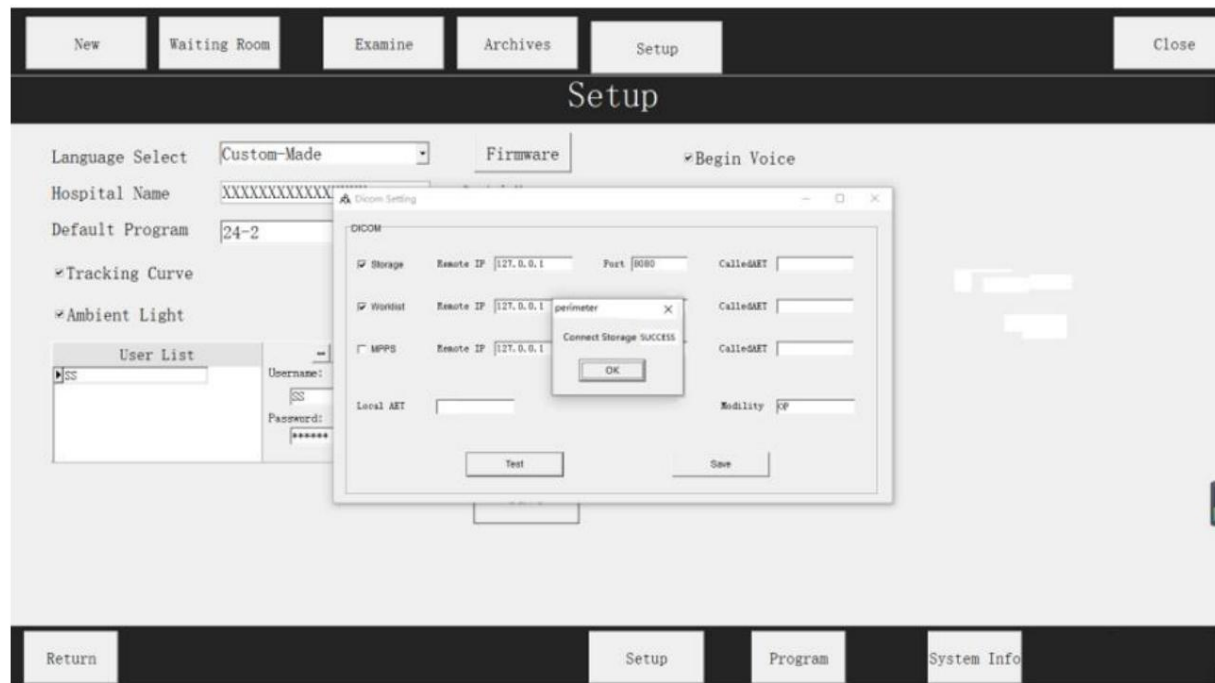 New Waiting Room Examine Archives Setup Close
Setup
Language Select Custom-Made Firmware Begin Voice
Hospital Name XXXXXXXXXXXXX
Default Program 24-2
Tracking Curve
Ambient Light
User List
SS
Username:
SS
Password:
******
Dicom Setting
DICOM
Storage Remote IP 127.0.0.1 Port 8080 CalledAET
Worklist Remote IP 127.0.0.1 CalledAET
MPPS Remote IP 127.0.0.1 CalledAET
Local AET Modility OP
Test Save
perimeter
Connect Storage SUCCESS
OK
Return Setup Program System Info